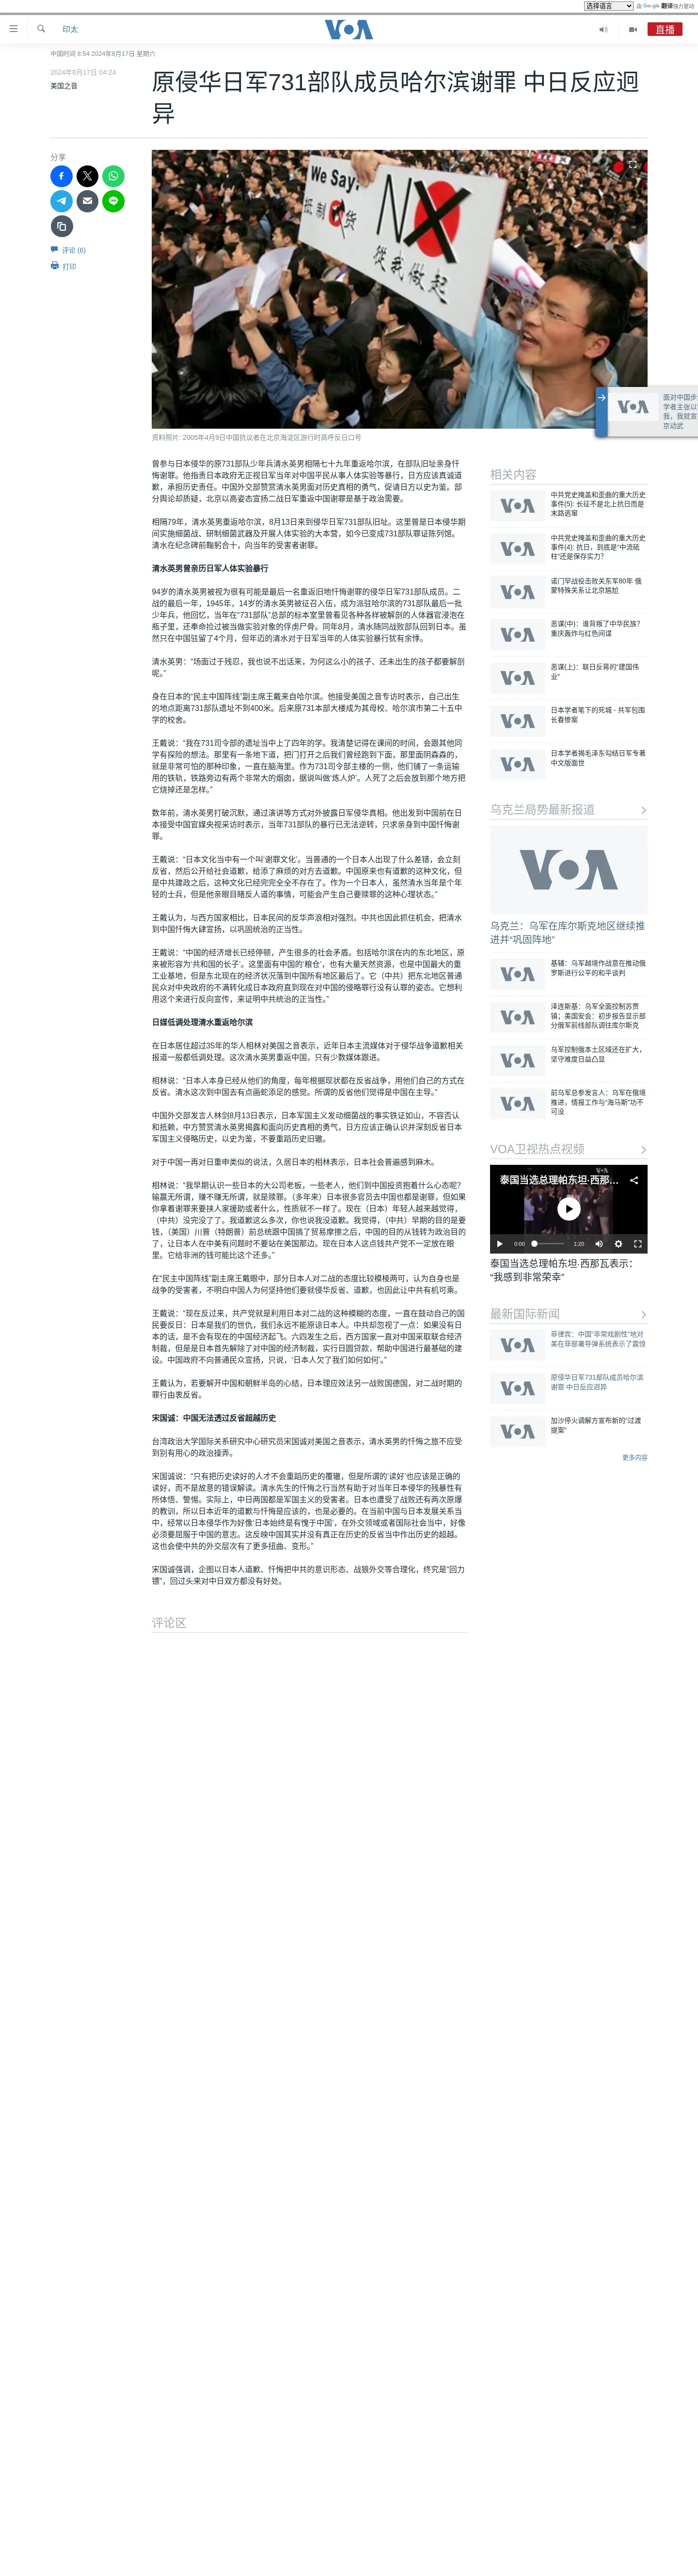 选择语言
由 Google 翻译强力驱动
印太
VOA
直播
中国时间 8:54 2024年8月17日 星期六
2024年8月17日 04:24
美国之音
原侵华日军731部队成员哈尔滨谢罪 中日反应迥
异
分享
评论 (6)
打印
We Say:
抵制日货
從我做起
资料照片: 2005年4月9日中国抗议者在北京海淀区游行时高呼反日口号
面对中国步
学者主张以
我，我就宣
京动武
曾参与日本侵华的原731部队少年兵清水英男相隔七十九年重返哈尔滨，在部队旧址亲身忏
悔谢罪。他指责日本政府无正视日军当年对中国平民从事人体实验等暴行，日方应该真诚道
歉，承担历史责任。中国外交部赞赏清水英男面对历史真相的勇气，促请日方以史为鉴。部
分舆论却质疑，北京以高姿态宣扬二战日军重返中国谢罪是基于政治需要。
相隔79年，清水英男重返哈尔滨，8月13日来到侵华日军731部队旧址。这里曾是日本侵华期
间实施细菌战、研制细菌武器及开展人体实验的大本营，如今已变成731部队罪证陈列馆。
清水在纪念碑前鞠躬合十，向当年的受害者谢罪。
清水英男曾亲历日军人体实验暴行
94岁的清水英男被视为很有可能是最后一名重返旧地忏悔谢罪的侵华日军731部队成员。二
战的最后一年，1945年，14岁的清水英男被征召入伍，成为派驻哈尔滨的731部队最后一批
少年兵，他回忆，当年在“731部队”总部的标本室里曾看见各种各样被解剖的人体器官浸泡在
瓶子里，还奉命捡过被当做实验对象的俘虏尸骨。同年8月，清水随同战败部队回到日本。虽
然只在中国驻留了4个月，但年迈的清水对于日军当年的人体实验暴行犹有余悸。
清水英男：“场面过于残忍，我也说不出话来，为何这么小的孩子、还未出生的孩子都要解剖
呢。”
身在日本的“民主中国阵线”副主席王戴来自哈尔滨。他接受美国之音专访时表示，自己出生
的地点距离731部队遗址不到400米。后来原731本部大楼成为其母校、哈尔滨市第二十五中
学的校舍。
王戴说：“我在731司令部的遗址当中上了四年的学。我清楚记得在课间的时间，会跟其他同
学有探险的想法。那里有一条地下道，把门打开之后我们曾经跑到下面，那里面阴森森的，
就是非常可怕的那种印象，一直在脑海里。作为731司令部主楼的一侧，他们铺了一条运输
用的铁轨，铁路旁边有两个非常大的烟囱，据说叫做‘炼人炉’。人死了之后会放到那个地方把
它烧掉还是怎样。”
数年前，清水英男打破沉默，通过演讲等方式对外披露日军侵华真相。他出发到中国前在日
本接受中国官媒央视采访时表示，当年731部队的暴行已无法逆转，只求亲身到中国忏悔谢
罪。
王戴说：“日本文化当中有一个叫‘谢罪文化’。当普通的一个日本人出现了什么差错，会立刻
反省，然后公开给社会道歉，给添了麻烦的对方去道歉。中国原来也有道歉的这种文化，但
是中共建政之后，这种文化已经完完全全不存在了。作为一个日本人，虽然清水当年是个年
轻的士兵，但是他亲眼目睹反人道的事情，可能会产生自己要赎罪的这种心理状态。”
王戴认为，与西方国家相比，日本民间的反华声浪相对强烈。中共也因此抓住机会，把清水
到中国忏悔大肆宣扬，以巩固统治的正当性。
王戴说：“中国的经济增长已经停顿，产生很多的社会矛盾。包括哈尔滨在内的东北地区，原
来被形容为‘共和国的长子’。这里面有中国的‘粮仓’，也有大量天然资源，也是中国最大的重
工业基地，但是东北现在的经济状况落到中国所有地区最后了。它（中共）把东北地区普通
民众对中央政府的不满转化成日本政府直到现在对中国的侵略罪行没有认罪的姿态。它想利
用这个来进行反向宣传，来证明中共统治的正当性。”
日媒低调处理清水重返哈尔滨
在日本居住超过35年的华人相林对美国之音表示，近年日本主流媒体对于侵华战争道歉相关
报道一般都低调处理。这次清水英男重返中国，只有少数媒体跟进。
相林说：“日本人本身已经从他们的角度，每年根据现状都在反省战争，用他们自己的方式在
反省。清水这次到中国去有点画蛇添足的感觉。所谓的反省他们觉得是中国在主导。”
中国外交部发言人林剑8月13日表示，日本军国主义发动细菌战的事实铁证如山，不容否认
和抵赖，中方赞赏清水英男揭露和面向历史真相的勇气，日方应该正确认识并深刻反省日本
军国主义侵略历史，以史为鉴，不要重蹈历史旧辙。
对于中国一再对日重申类似的说法，久居日本的相林表示，日本社会普遍感到麻木。
相林说：“我早期认识一些日本的大公司老板，一些老人，他们到中国投资抱着什么心态呢?
输赢无所谓，赚不赚无所谓，就是赎罪。（多年来）日本很多官员去中国也都是谢罪，但如果
你拿着谢罪来要挟人家援助或者什么，性质就不一样了。现在（日本）年轻人越来越觉得，
（中共）没完没了了。我道歉这么多次，你也说我没道歉。我觉得，（中共）早期的目的是要
钱，（美国）川普（特朗普）前总统跟中国搞了贸易摩擦之后，中国的目的从钱转为政治目的
了，让日本人在中美有问题时不要站在美国那边。现在日本人这点钱共产党不一定放在眼
里。它给非洲的钱可能比这个还多。”
在“民主中国阵线”副主席王戴眼中，部分日本人对二战的态度比较模棱两可，认为自身也是
战争的受害者，不明白中国人为何坚持他们要就侵华反省、道歉，也因此让中共有机可乘。
王戴说：“现在反过来，共产党就是利用日本对二战的这种模糊的态度，一直在鼓动自己的国
民要反日：日本是我们的世仇，我们永远不能原谅日本人。中共却忽视了一点：如果没有日
本的话，是不会有现在的中国经济起飞。六四发生之后，西方国家一直对中国采取联合经济
制裁，但是是日本首先解除了对中国的经济制裁，实行日圆贷款，帮助中国进行最基础的建
设。中国政府不向普通民众宣扬，只说，‘日本人欠了我们如何如何’。”
王戴认为，若要解开中国和朝鲜半岛的心结，日本理应效法另一战败国德国，对二战时期的
罪行由衷反省。
宋国诚：中国无法透过反省超越历史
台湾政治大学国际关系研究中心研究员宋国诚对美国之音表示，清水英男的忏悔之旅不应受
到别有用心的政治操弄。
宋国诚说：“只有把历史读好的人才不会重蹈历史的覆辙，但是所谓的‘读好’也应该是正确的
读好，而不是故意的错误解读。清水先生的忏悔之行当然有助于对当年日本侵华的残暴性有
所体悟、警惕。实际上，中日两国都是军国主义的受害者。日本也遭受了战败还有两次原爆
的教训，所以日本近年的道歉与忏悔是应该的，也是必要的。在当前中国与日本发展关系当
中，经常以日本侵华作为好像‘日本始终是有愧于中国’，在外交领域或者国际社会当中，好像
必须要屈服于中国的意志。这反映中国其实并没有真正在历史的反省当中作出历史的超越。
这也会使中共的外交层次有了更多扭曲、变形。”
宋国诚强调，企图以日本人道歉、忏悔把中共的意识形态、战狼外交等合理化，终究是“回力
镖”，回过头来对中日双方都没有好处。
评论区
相关内容
中共党史掩盖和歪曲的重大历史
事件(5): 长征不是北上抗日而是
末路逃窜
中共党史掩盖和歪曲的重大历史
事件(4): 抗日，到底是“中流砥
柱”还是保存实力？
诺门罕战役击败关东军80年 俄
蒙特殊关系让北京尴尬
恶谋(中)：谁背叛了中华民族?
重庆轰炸与红色间谍
恶谋(上)：联日反蒋的“建国伟
业”
日本学者笔下的死城 - 共军包围
长春惨案
日本学者揭毛泽东勾结日军专著
中文版面世
乌克兰局势最新报道
乌克兰：乌军在库尔斯克地区继续推
进并“巩固阵地”
基辅：乌军越境作战意在推动俄
罗斯进行公平的和平谈判
泽连斯基：乌军全面控制苏贾
镇；美国安会：初步报告显示部
分俄军前线部队调往库尔斯克
乌军控制俄本土区域还在扩大，
坚守难度日益凸显
前乌军总参发言人：乌军在俄境
推进，情报工作与“海马斯”功不
可没
VOA卫视热点视频
泰国当选总理帕东坦·西那...
0:00
1:20
泰国当选总理帕东坦·西那瓦表示：
“我感到非常荣幸”
最新国际新闻
菲律宾：中国“非常戏剧性”地对
美在菲部署导弹系统表示了震惊
原侵华日军731部队成员哈尔滨
谢罪 中日反应迥异
加沙停火调解方宣布新的“过渡
提案”
更多内容